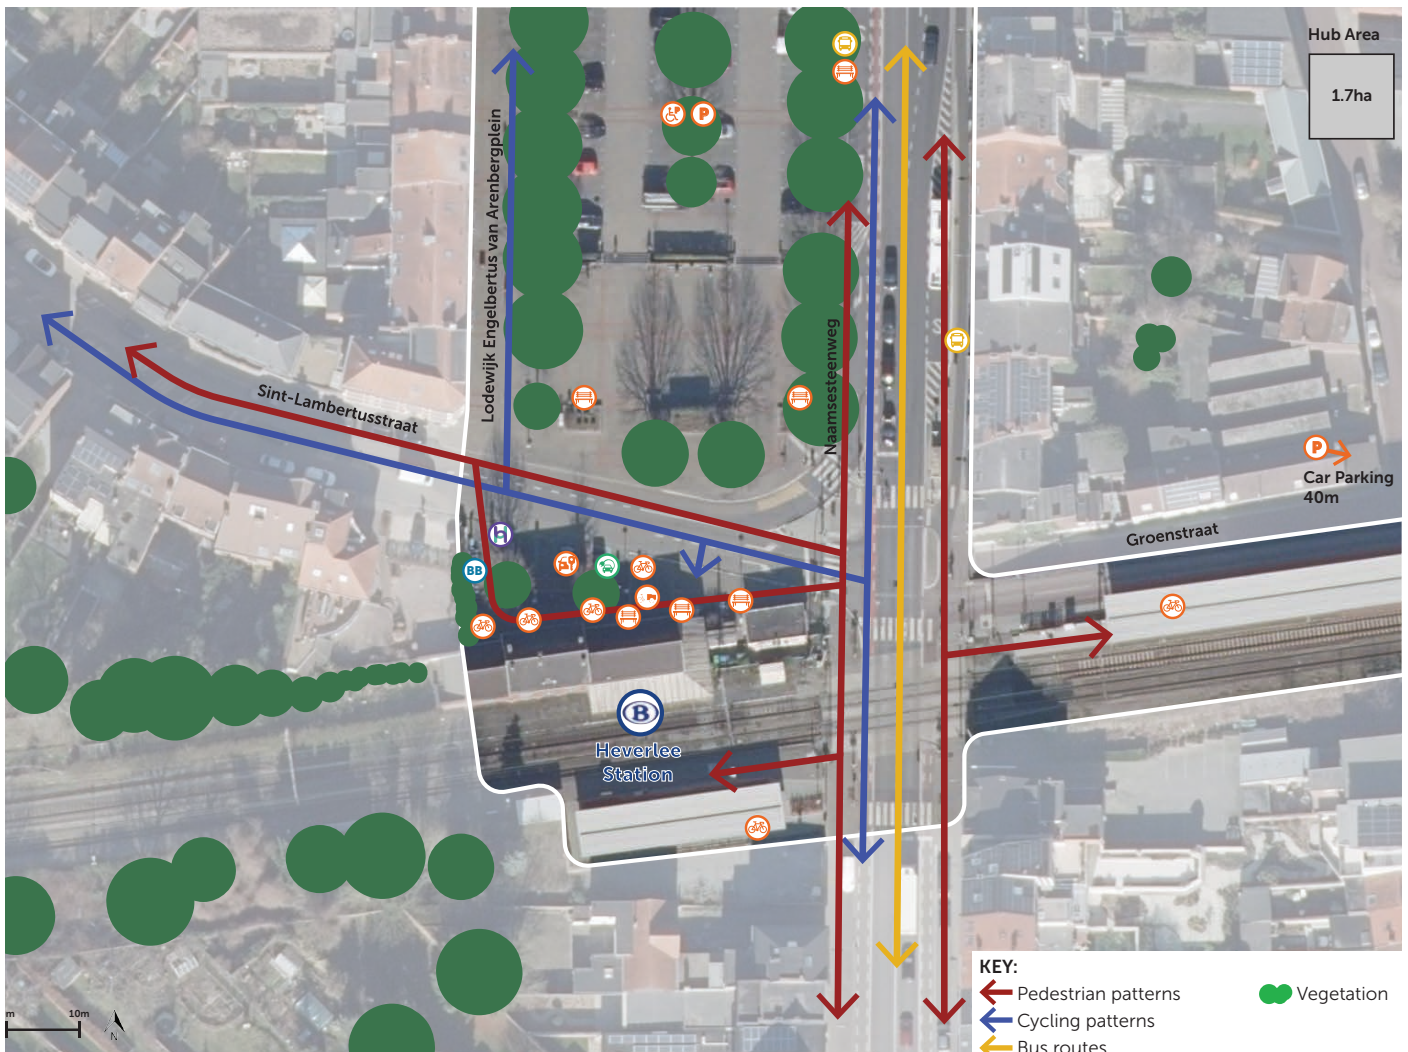 Hub Area
1.7ha
Lodewijk Engelbertus van Arenbergplein
P
Naamsesteenweg
Sint-Lambertusstraat
P
Car Parking
40m
Groenstraat
BB
B
Heverlee
Station
m
10m
N
KEY:
Pedestrian patterns
Vegetation
Cycling patterns
Bus routes